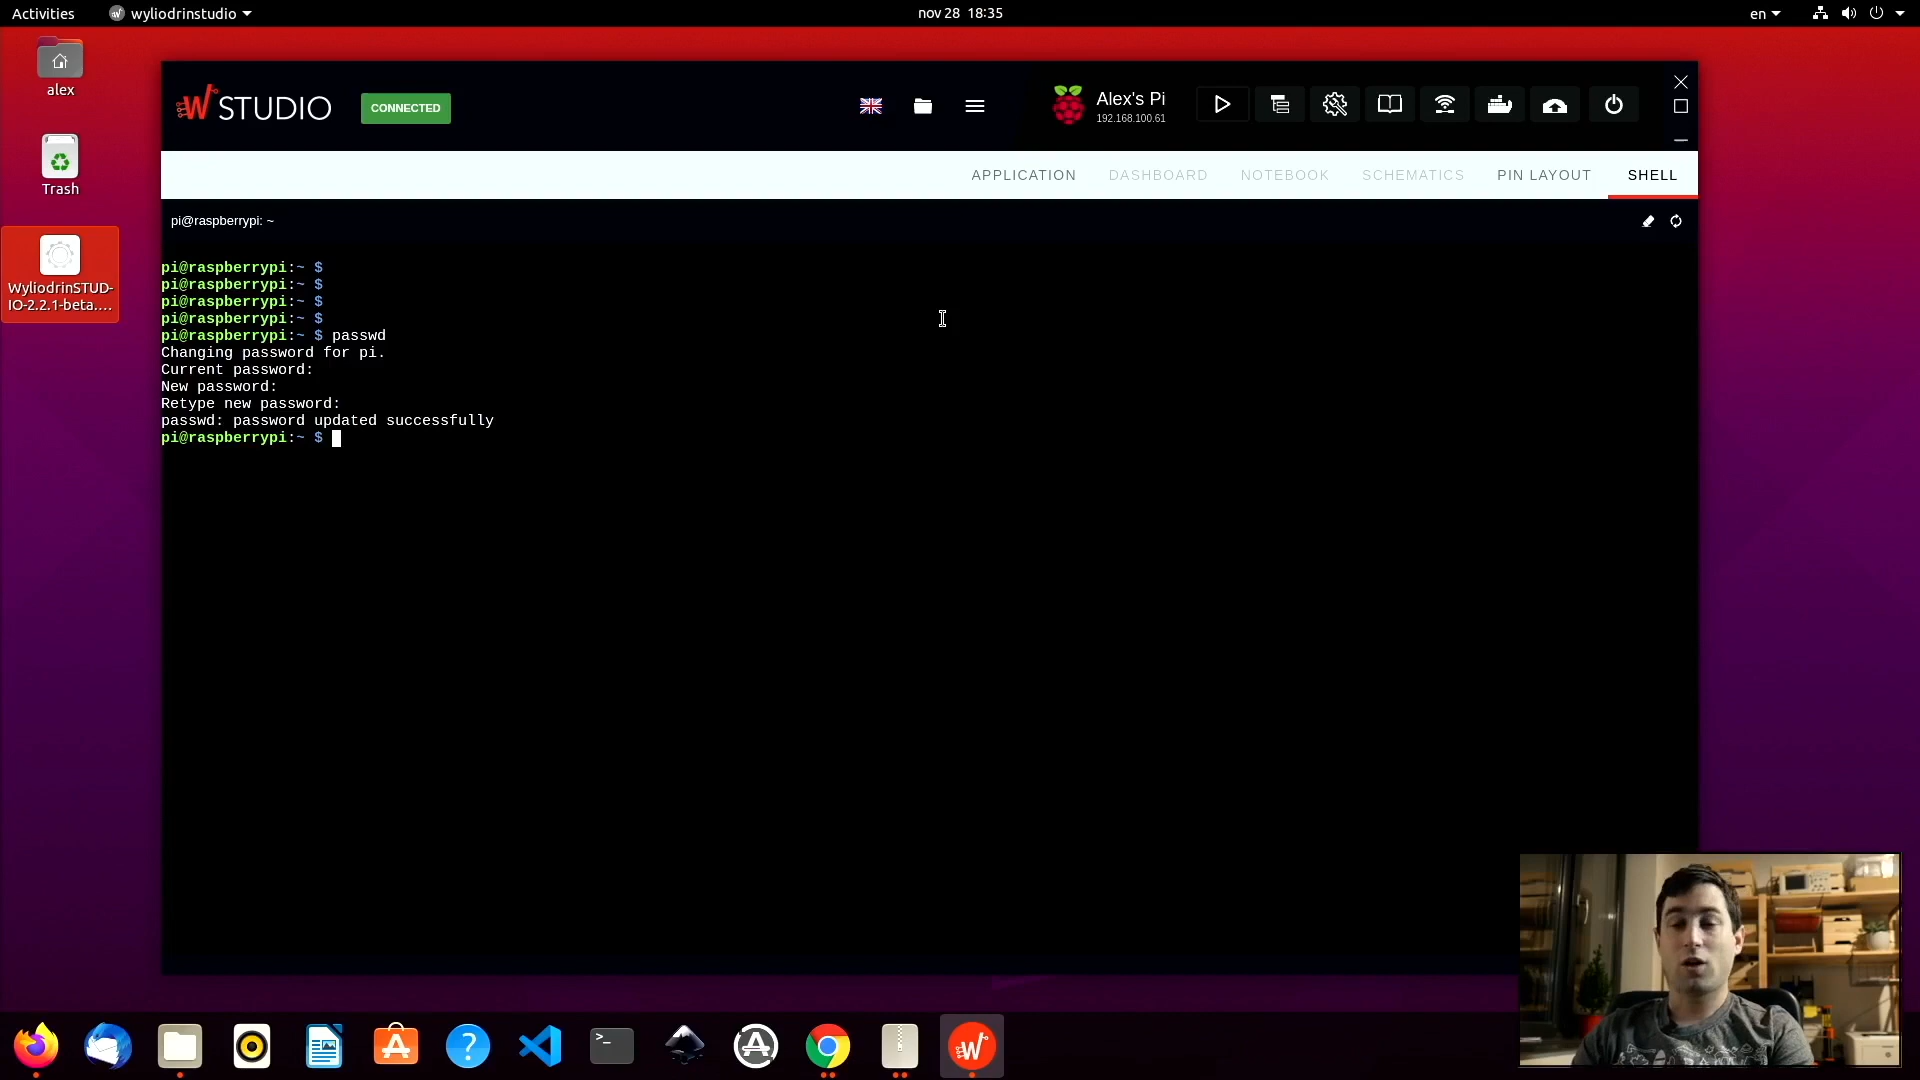 Activities
wyliodrinstudio
nov 28 18:35
en
alex
Trash
WyliodrinSTUD-
IO-2.2.1-beta....
W STUDIO
CONNECTED
Alex's Pi
192.168.100.61
APPLICATION
DASHBOARD
NOTEBOOK
SCHEMATICS
PIN LAYOUT
SHELL
pi@raspberrypi: ~
pi@raspberrypi:~ $
pi@raspberrypi:~ $
pi@raspberrypi:~ $
pi@raspberrypi:~ $
pi@raspberrypi:~ $ passwd
Changing password for pi.
Current password:
New password:
Retype new password:
passwd: password updated successfully
pi@raspberrypi:~ $